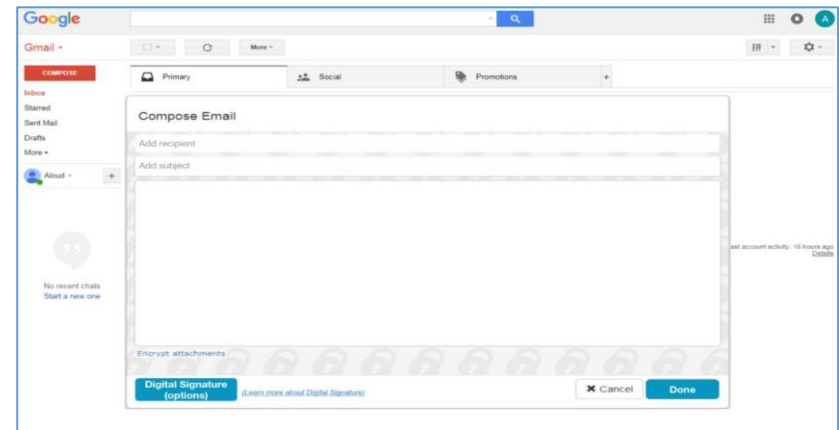 Google
A
Gmail
More
COMPOSE
Primary
Social
Promotions
+
Inbox
Starred
Sent Mail
Drafts
More
Aloud
+
Compose Email
Add recipient
Add subject
ast account activity: 16 hours ago
Details
No recent chats
Start a new one
Encrypt attachments
Digital Signature
(options)
(Learn more about Digital Signature)
Cancel
Done